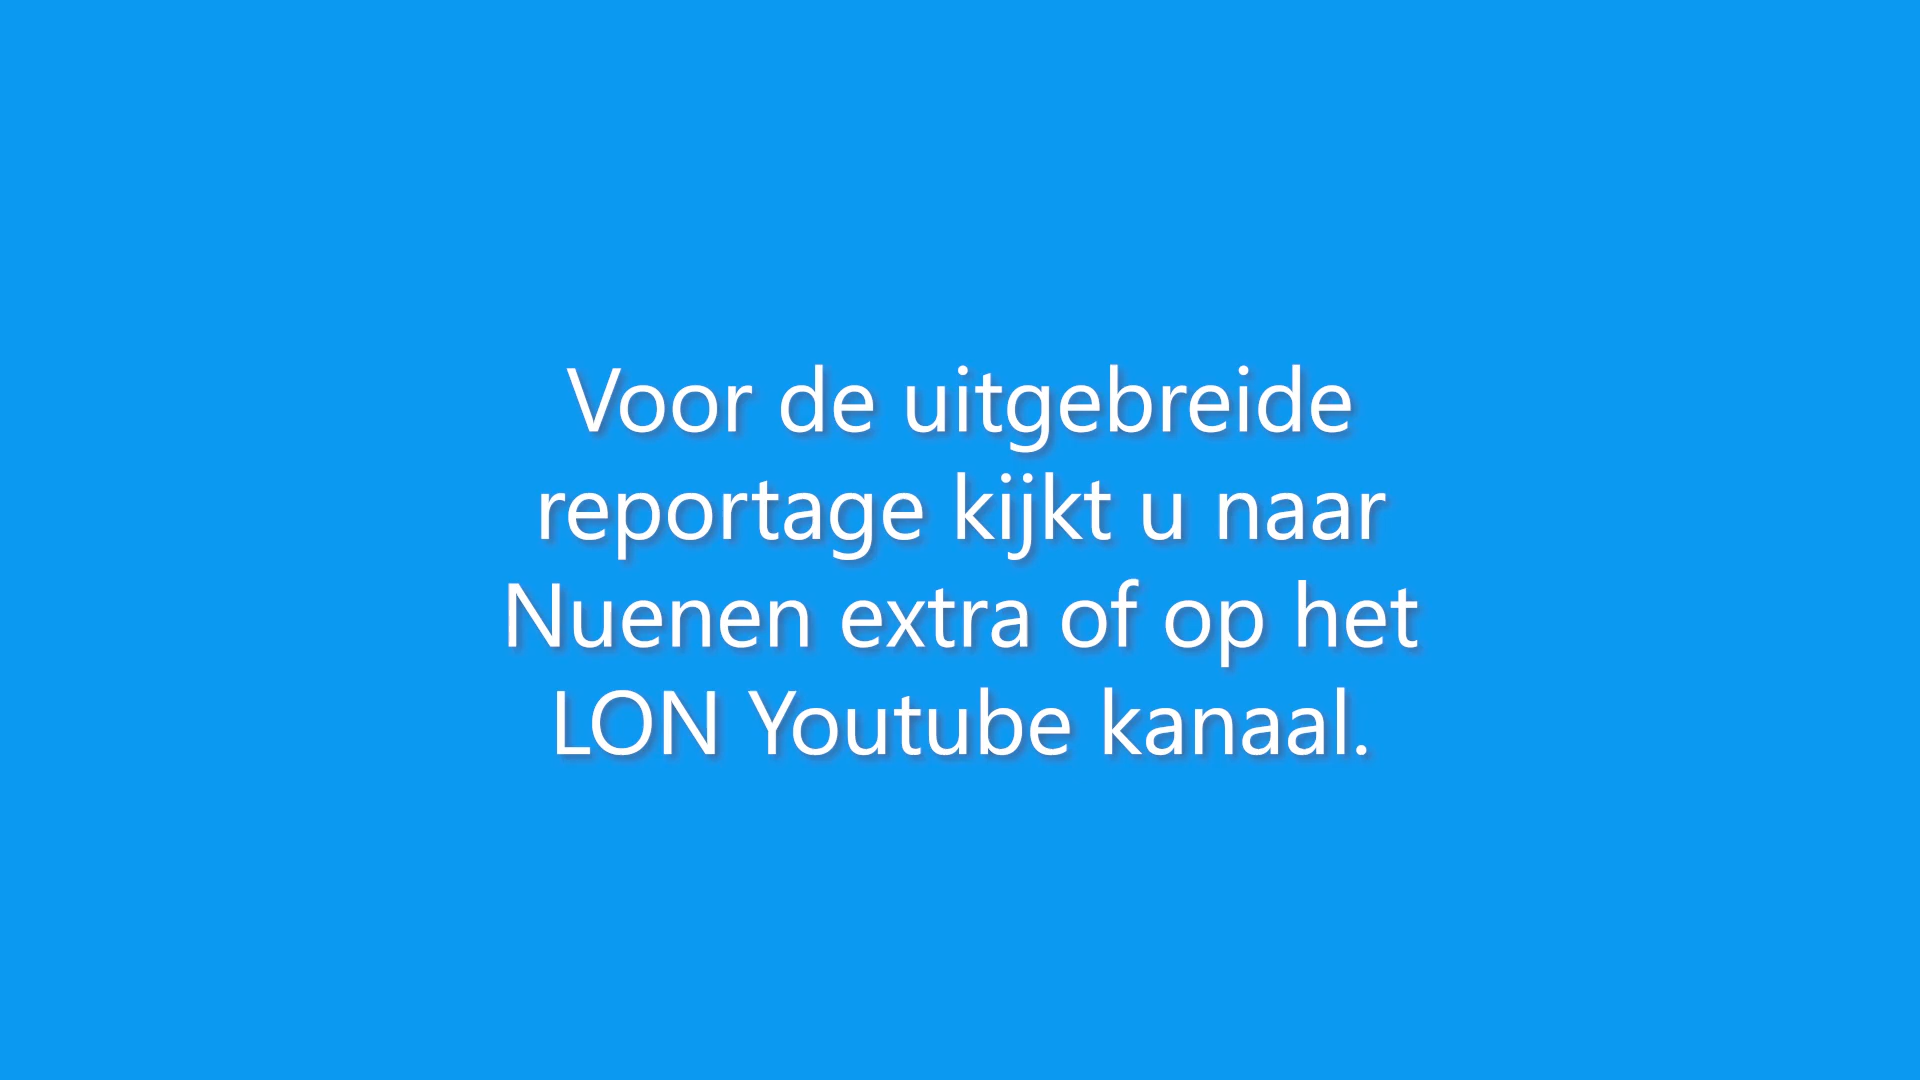 Voor de uitgebreide
reportage kijkt u naar
Nuenen extra of op het
LON Youtube kanaal.